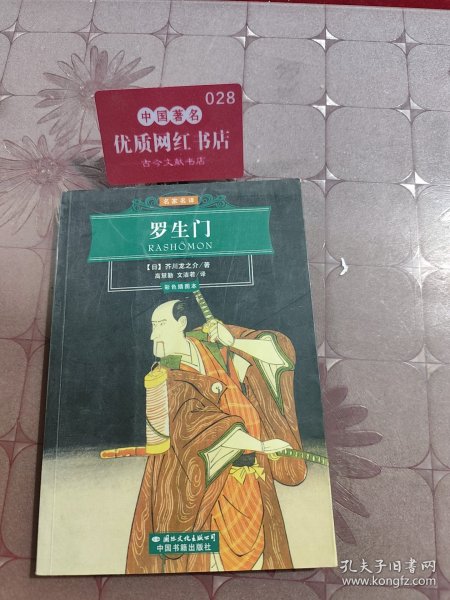 028
中国著名
优质网红书店
古今文献书店
名家名译
罗生门
RASHŌMON
【日】芥川龙之介/著
高慧勤 文洁若/译
彩色插图本
国际文化出版公司
中国书籍出版社
孔夫子旧书网
www.kongfz.com